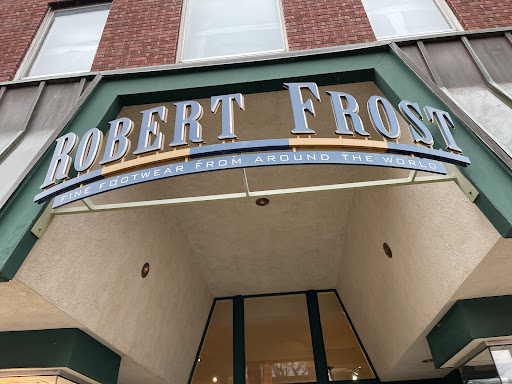 ROBERT FROST
FINE FOOTWEAR FROM AROUND THE WORLD